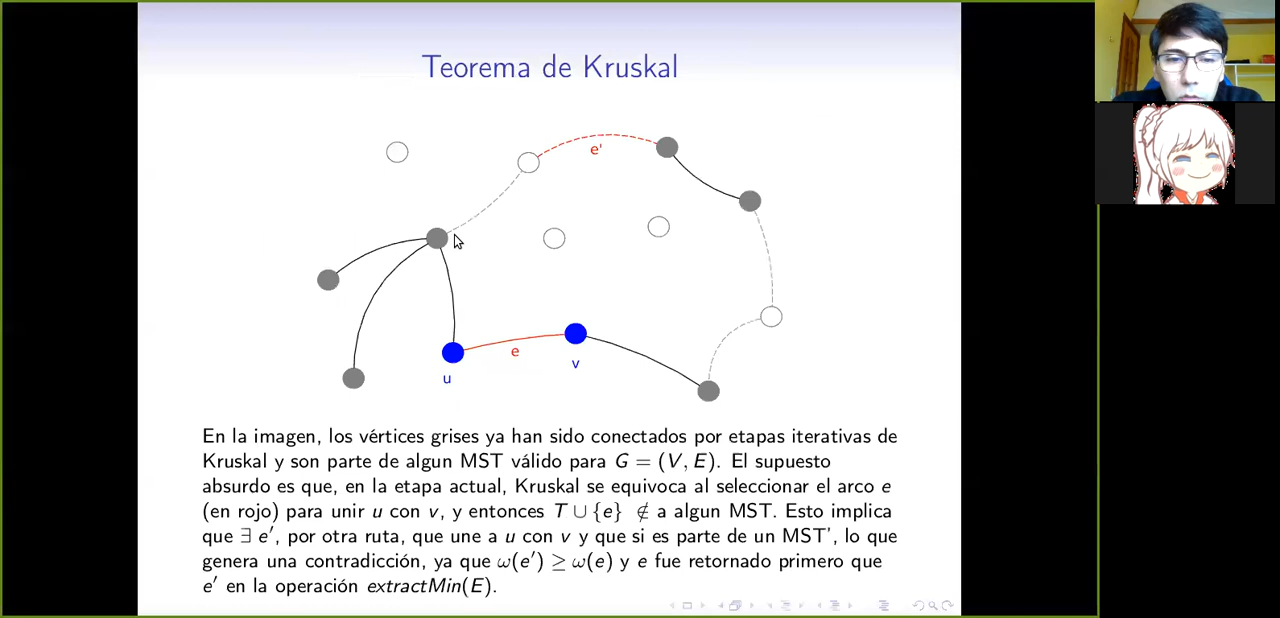 Teorema de Kruskal
e'
e
v
u
En la imagen, los vértices grises ya han sido conectados por etapas iterativas de
Kruskal y son parte de algun MST válido para G = (V, E). El supuesto
absurdo es que, en la etapa actual, Kruskal se equivoca al seleccionar el arco e
(en rojo) para unir u con v, y entonces T ∪ {e} ∉ a algun MST. Esto implica
que ∃ e', por otra ruta, que une a u con v y que si es parte de un MST', lo que
genera una contradicción, ya que ω(e') ≥ ω(e) y e fue retornado primero que
e' en la operación extractMin(E).